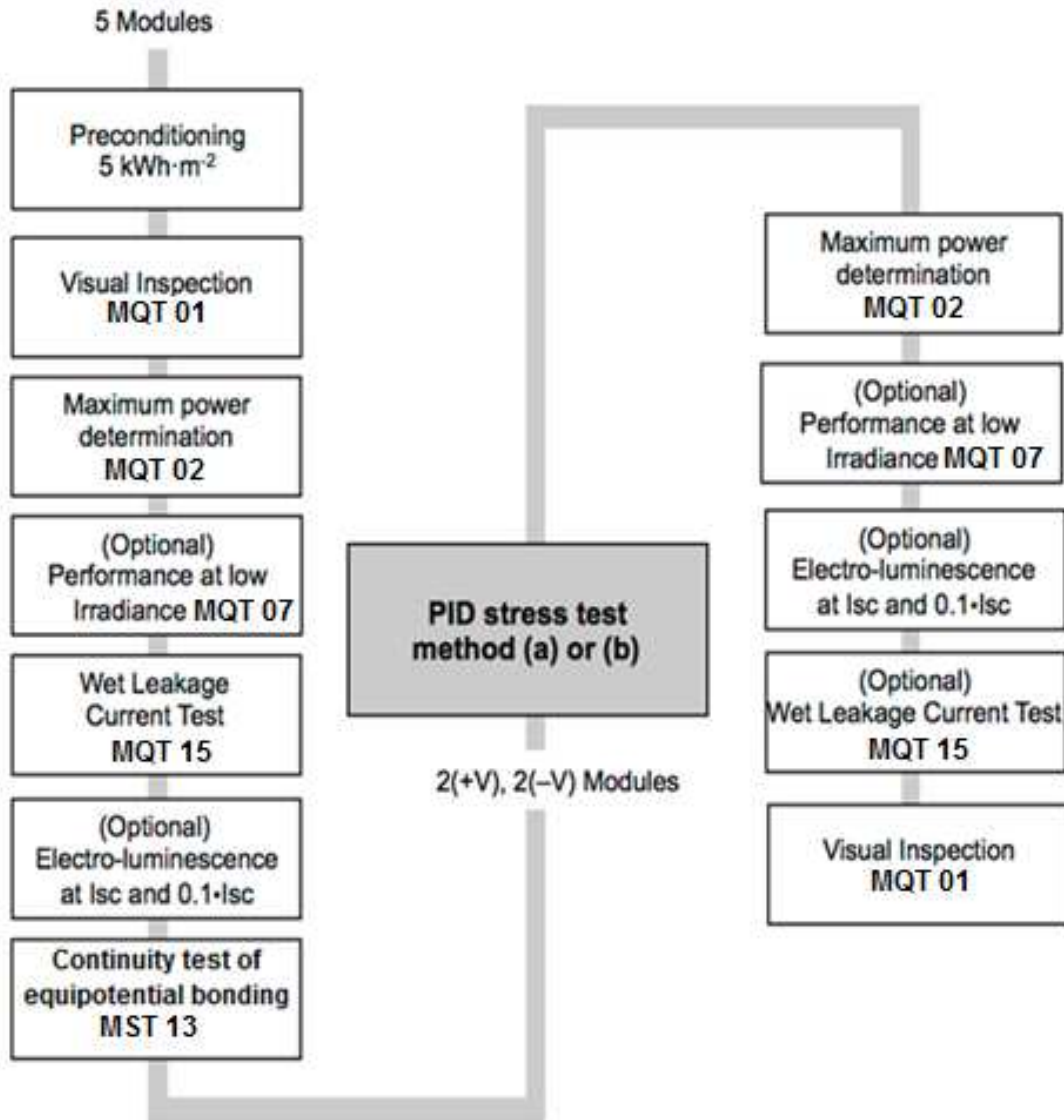 5 Modules
Preconditioning
5 kWh·m⁻²
Visual Inspection
MQT 01
Maximum power
determination
MQT 02
(Optional)
Performance at low
Irradiance MQT 07
Wet Leakage
Current Test
MQT 15
(Optional)
Electro-luminescence
at Isc and 0.1•Isc
Continuity test of
equipotential bonding
MST 13
2(+V), 2(–V) Modules
PID stress test
method (a) or (b)
Maximum power
determination
MQT 02
(Optional)
Performance at low
Irradiance MQT 07
(Optional)
Electro-luminescence
at Isc and 0.1•Isc
(Optional)
Wet Leakage Current Test
MQT 15
Visual Inspection
MQT 01